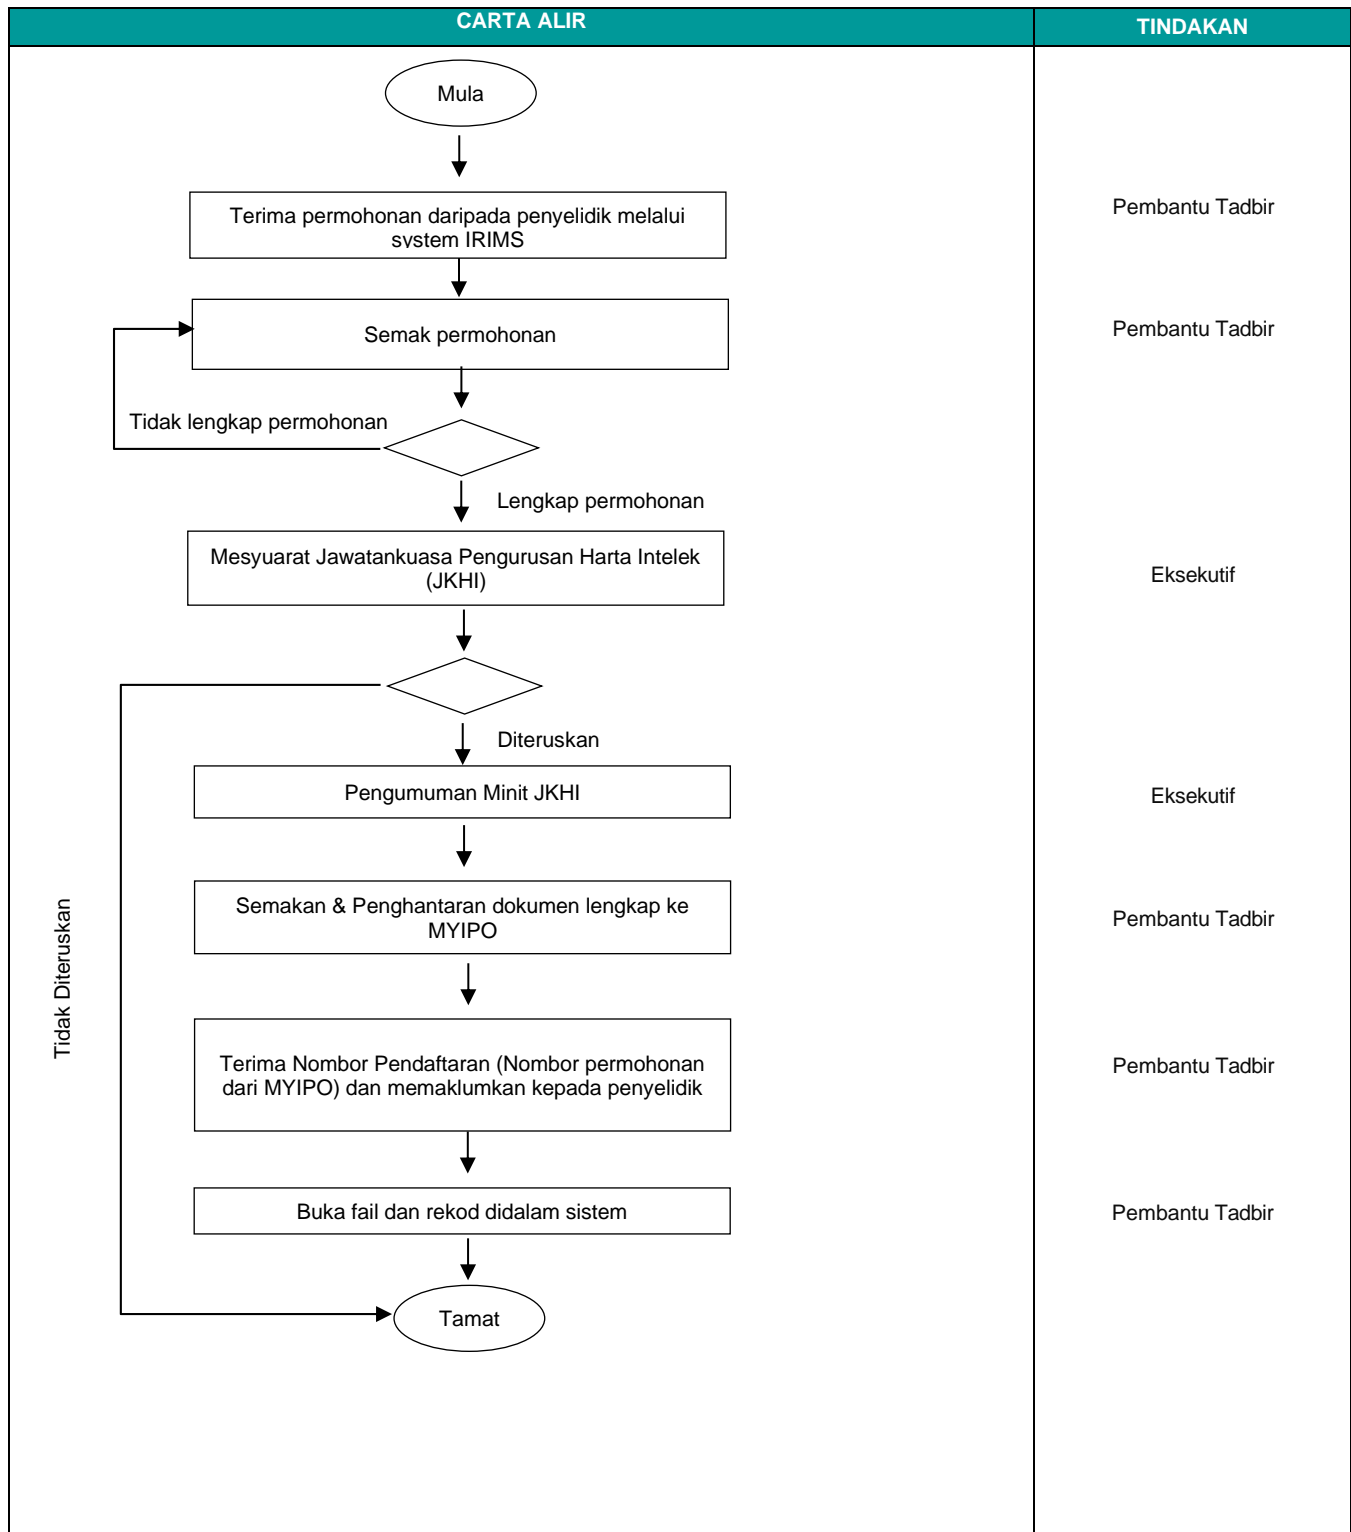 CARTA ALIR
TINDAKAN
Mula
Terima permohonan daripada penyelidik melalui
system IRIMS
Pembantu Tadbir
Semak permohonan
Pembantu Tadbir
Tidak lengkap permohonan
Lengkap permohonan
Mesyuarat Jawatankuasa Pengurusan Harta Intelek
(JKHI)
Eksekutif
Diteruskan
Pengumuman Minit JKHI
Eksekutif
Tidak Diteruskan
Semakan & Penghantaran dokumen lengkap ke
MYIPO
Pembantu Tadbir
Terima Nombor Pendaftaran (Nombor permohonan
dari MYIPO) dan memaklumkan kepada penyelidik
Pembantu Tadbir
Buka fail dan rekod didalam sistem
Pembantu Tadbir
Tamat